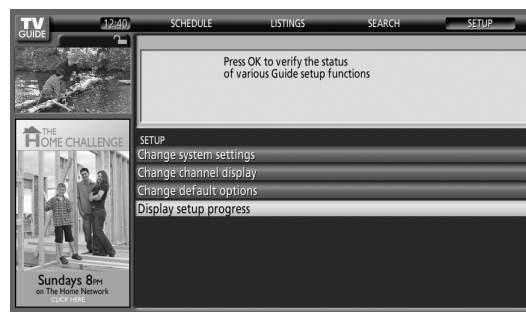 TV
GUIDE
12:40
SCHEDULE
LISTINGS
SEARCH
SETUP
Press OK to verify the status
of various Guide setup functions
THE
HOME CHALLENGE
Sundays 8PM
on The Home Network
CLICK HERE
SETUP
Change system settings
Change channel display
Change default options
Display setup progress